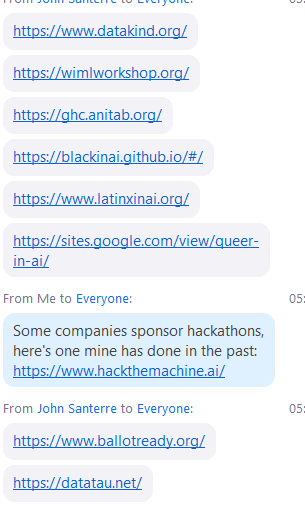 From John Santerre to Everyone: 05:
https://www.datakind.org/
https://wimlworkshop.org/
https://ghc.anitab.org/
https://blackinai.github.io/#/
https://www.latinxinai.org/
https://sites.google.com/view/queer-
in-ai/
From Me to Everyone: 05:
Some companies sponsor hackathons,
here's one mine has done in the past:
https://www.hackthemachine.ai/
From John Santerre to Everyone: 05:
https://www.ballotready.org/
https://datatau.net/